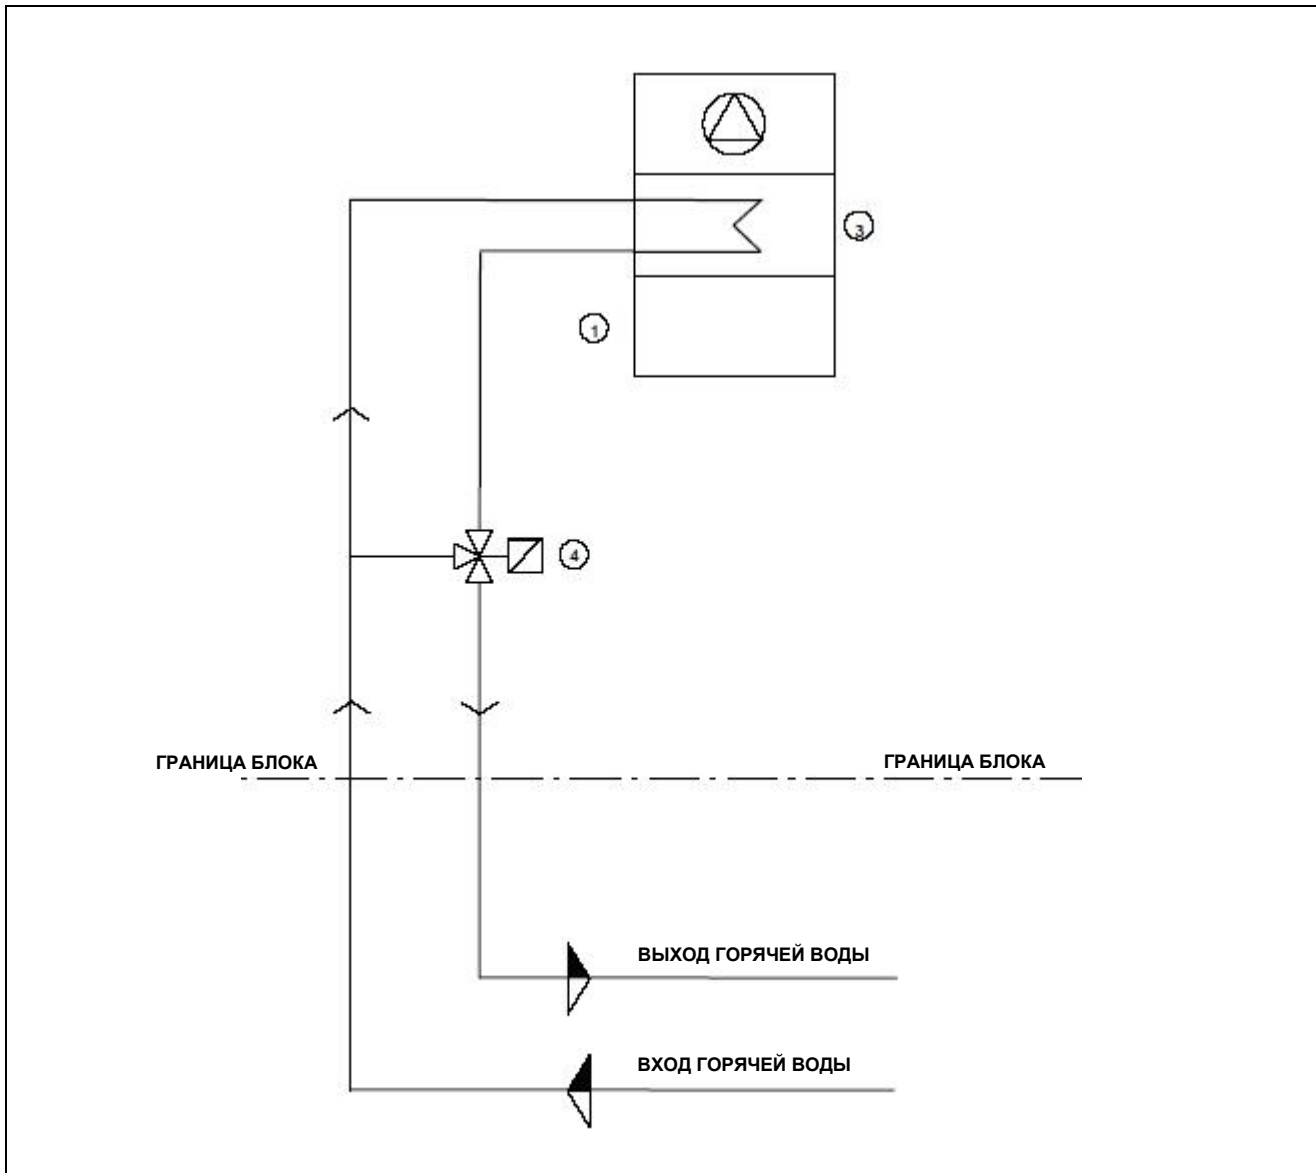 3
1
4
ГРАНИЦА БЛОКА
ГРАНИЦА БЛОКА
ВЫХОД ГОРЯЧЕЙ ВОДЫ
ВХОД ГОРЯЧЕЙ ВОДЫ